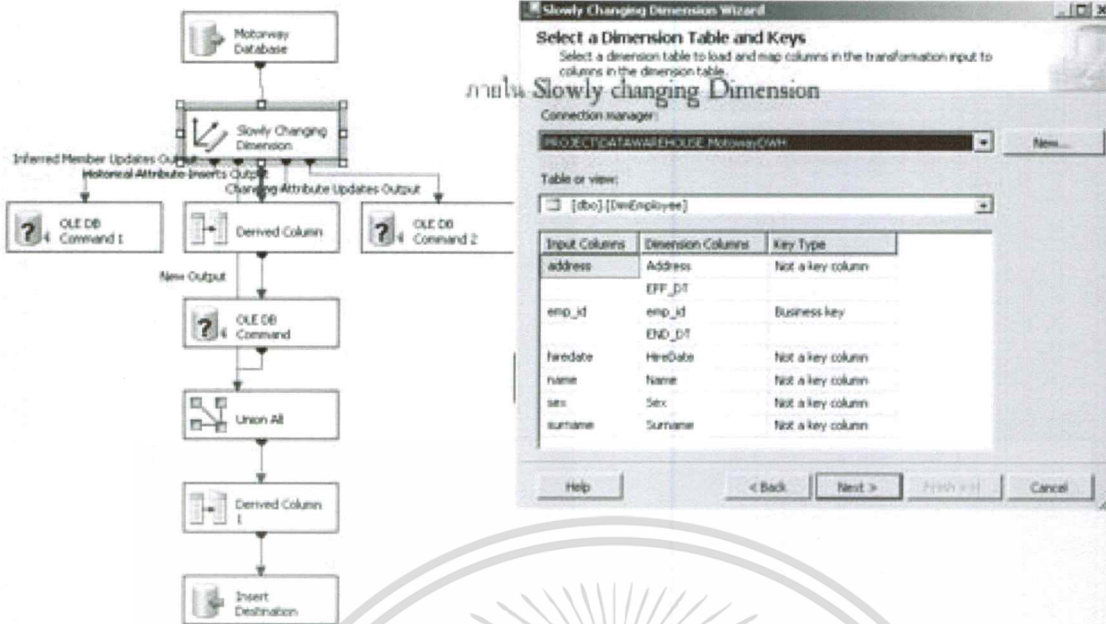 Motorway
Database
Slowly Changing
Dimension
Inferred Member Updates Output
Historical Attribute Inserts Output
Changing Attribute Updates Output
OLE DB
Command 1
Derived Column
OLE DB
Command 2
New Output
OLE DB
Command
Union All
Derived Column
1
Insert
Destination
Slowly Changing Dimension Wizard
Select a Dimension Table and Keys
Select a dimension table to load and map columns in the transformation input to
columns in the dimension table.
ภายใน Slowly changing Dimension
Connection manager:
PROJECT\DATAWAREHOUSE.MotowayDWH
New...
Table or view:
[dbo].[DimEmployee]
Input Columns Dimension Columns Key Type
address Address Not a key column
EFF_DT
emp_id emp_id Business key
END_DT
hiredate HireDate Not a key column
name Name Not a key column
sex Sex Not a key column
surname Surname Not a key column
Help < Back Next > Finish >>| Cancel